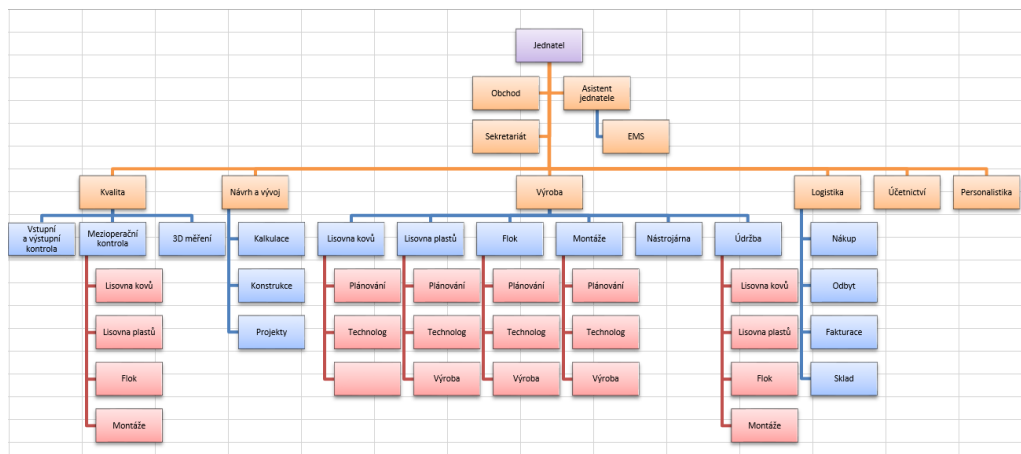 Jednatel
Obchod
Asistent
jednatele
Sekretariát
EMS
Kvalita
Návrh a vývoj
Výroba
Logistika
Účetnictví
Personalistika
Vstupní
a výstupní
kontrola
Mezioperační
kontrola
3D měření
Kalkulace
Lisovna kovů
Lisovna plastů
Flok
Montáže
Nástrojárna
Údržba
Nákup
Lisovna kovů
Konstrukce
Plánování
Plánování
Plánování
Plánování
Lisovna kovů
Odbyt
Lisovna plastů
Projekty
Technolog
Technolog
Technolog
Technolog
Lisovna plastů
Fakturace
Flok
Výroba
Výroba
Výroba
Flok
Sklad
Montáže
Montáže